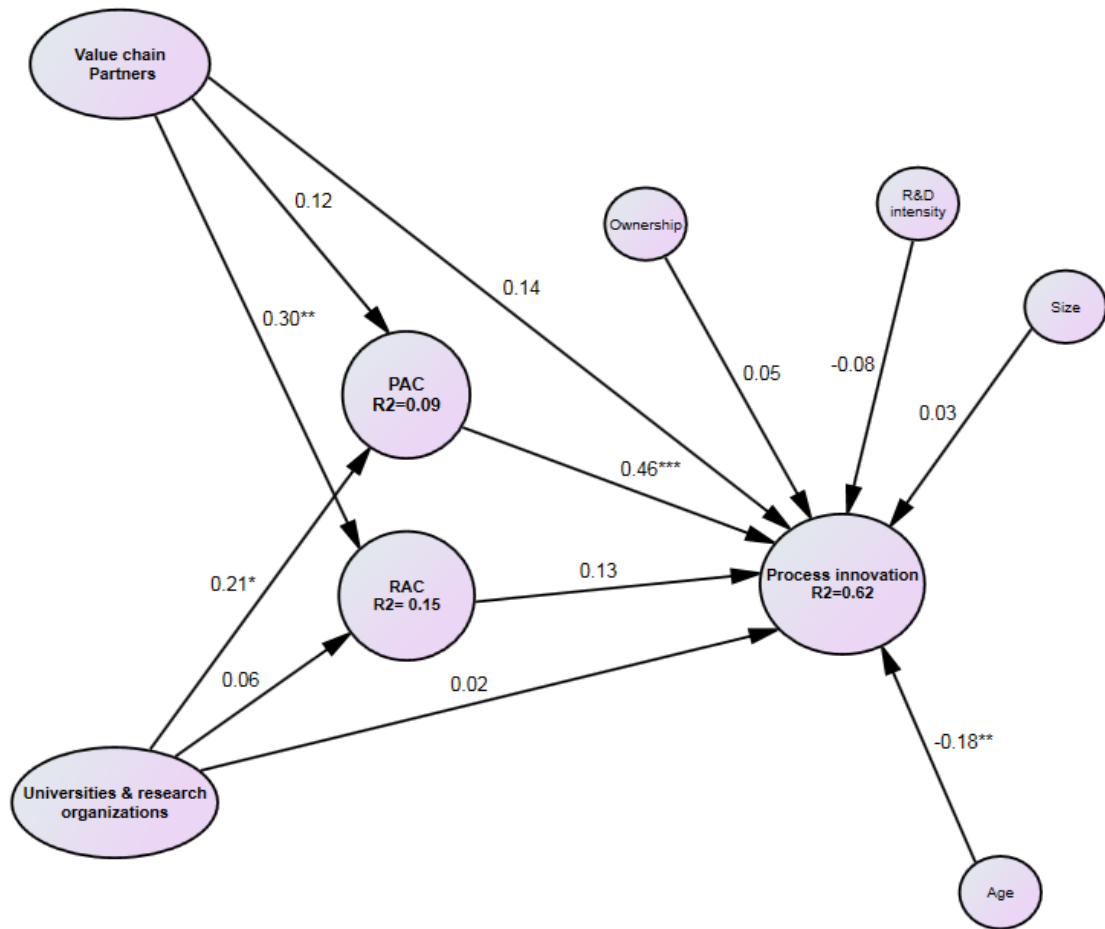 Value chain
Partners
0.12
0.14
0.30**
Ownership
R&D
intensity
Size
0.05
-0.08
0.03
PAC
R2=0.09
0.46***
0.21*
RAC
R2= 0.15
0.13
Process innovation
R2=0.62
0.06
0.02
-0.18**
Universities & research
organizations
Age